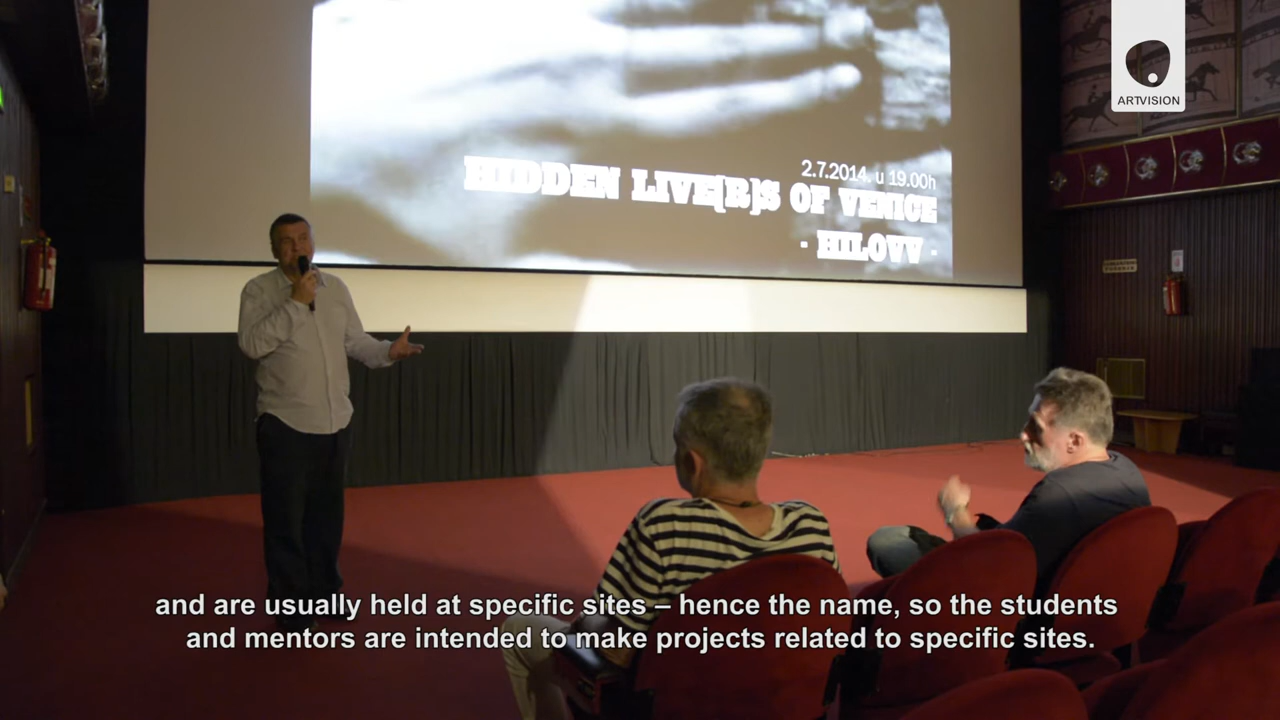 ARTVISION
2.7.2014. u 19.00h
HIDDEN LIVE[R]S OF VENICE
- HILOVV -
and are usually held at specific sites – hence the name, so the students
and mentors are intended to make projects related to specific sites.